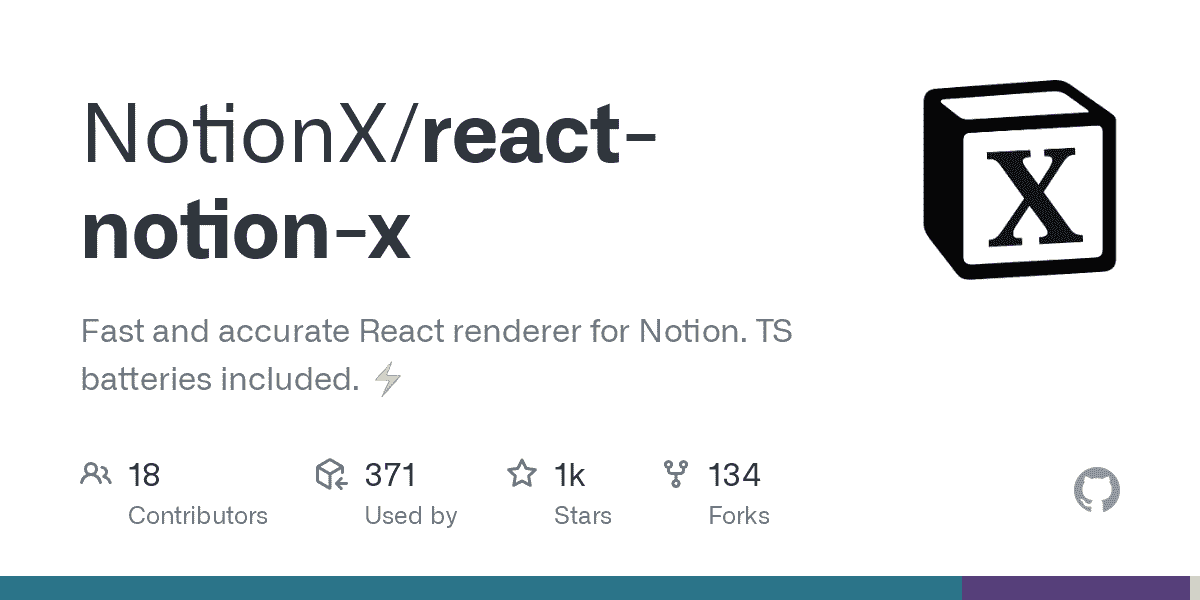 NotionX/react-
notion-x
X
Fast and accurate React renderer for Notion. TS
batteries included. ⚡
18 371 1k 134
Contributors Used by Stars Forks